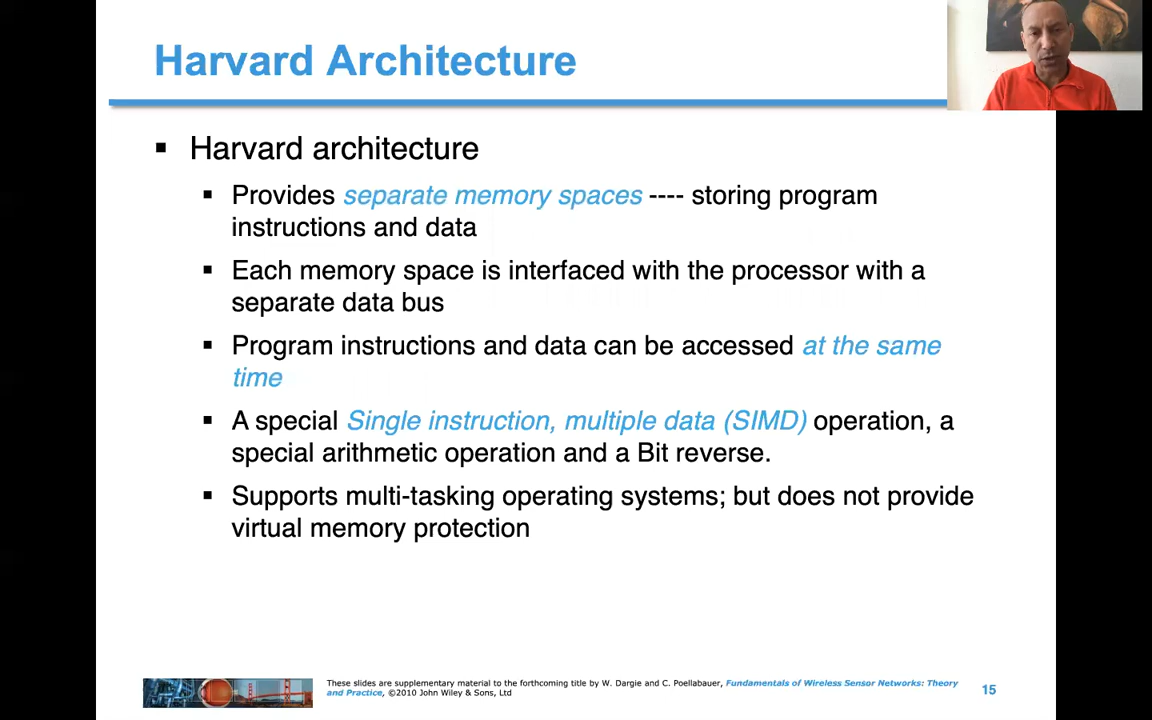 Harvard Architecture
▪ Harvard architecture
▪ Provides separate memory spaces ---- storing program
instructions and data
▪ Each memory space is interfaced with the processor with a
separate data bus
▪ Program instructions and data can be accessed at the same
time
▪ A special Single instruction, multiple data (SIMD) operation, a
special arithmetic operation and a Bit reverse.
▪ Supports multi-tasking operating systems; but does not provide
virtual memory protection
These slides are supplementary material to the forthcoming title by W. Dargie and C. Poellabauer, Fundamentals of Wireless Sensor Networks: Theory
and Practice, ©2010 John Wiley & Sons, Ltd
15